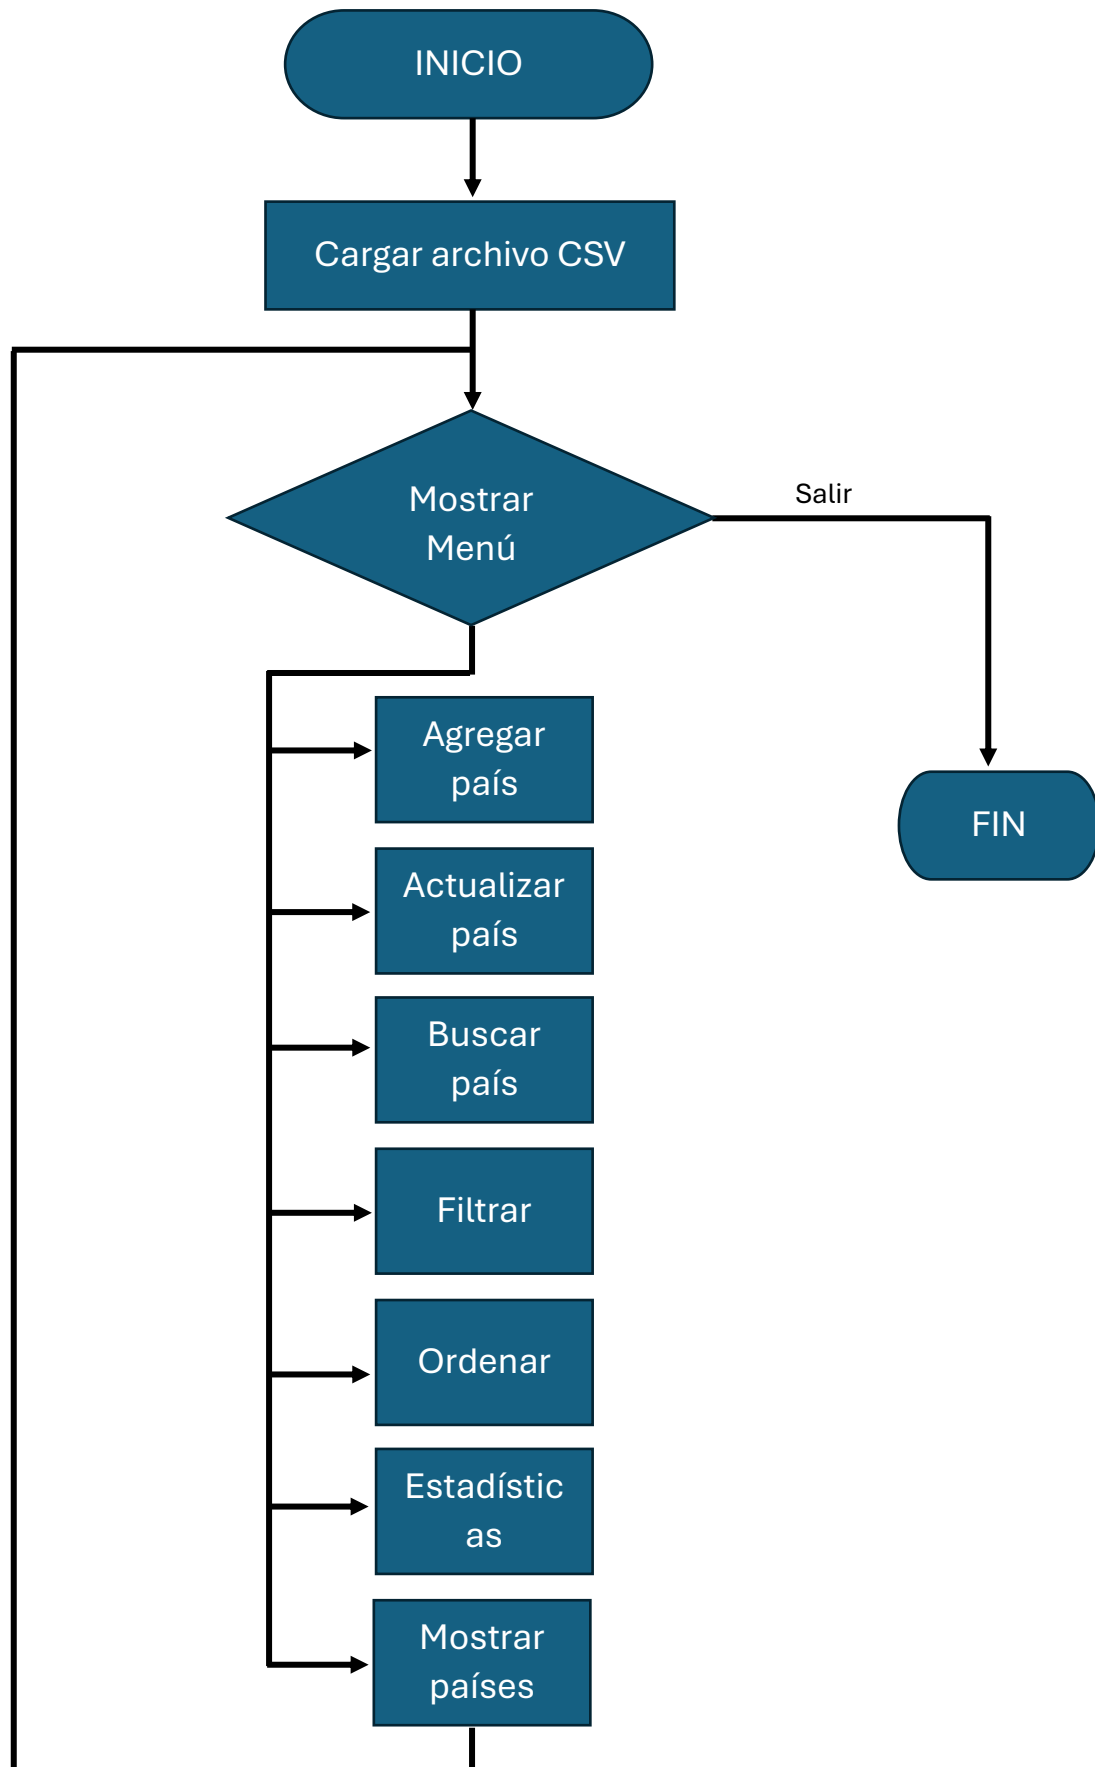 INICIO
Cargar archivo CSV
Mostrar
Menú
Salir
Agregar
país
FIN
Actualizar
país
Buscar
país
Filtrar
Ordenar
Estadístic
as
Mostrar
países